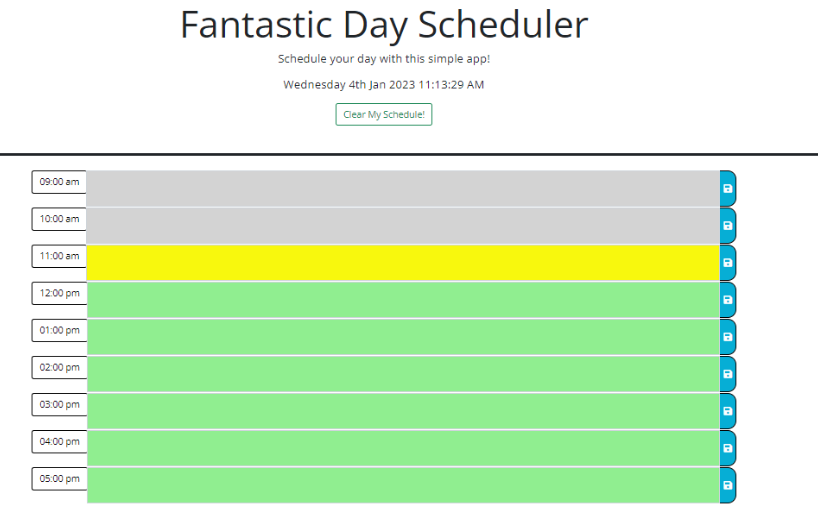 Fantastic Day Scheduler
Schedule your day with this simple app!
Wednesday 4th Jan 2023 11:13:29 AM
Clear My Schedule!
09:00 am
10:00 am
11:00 am
12:00 pm
01:00 pm
02:00 pm
03:00 pm
04:00 pm
05:00 pm